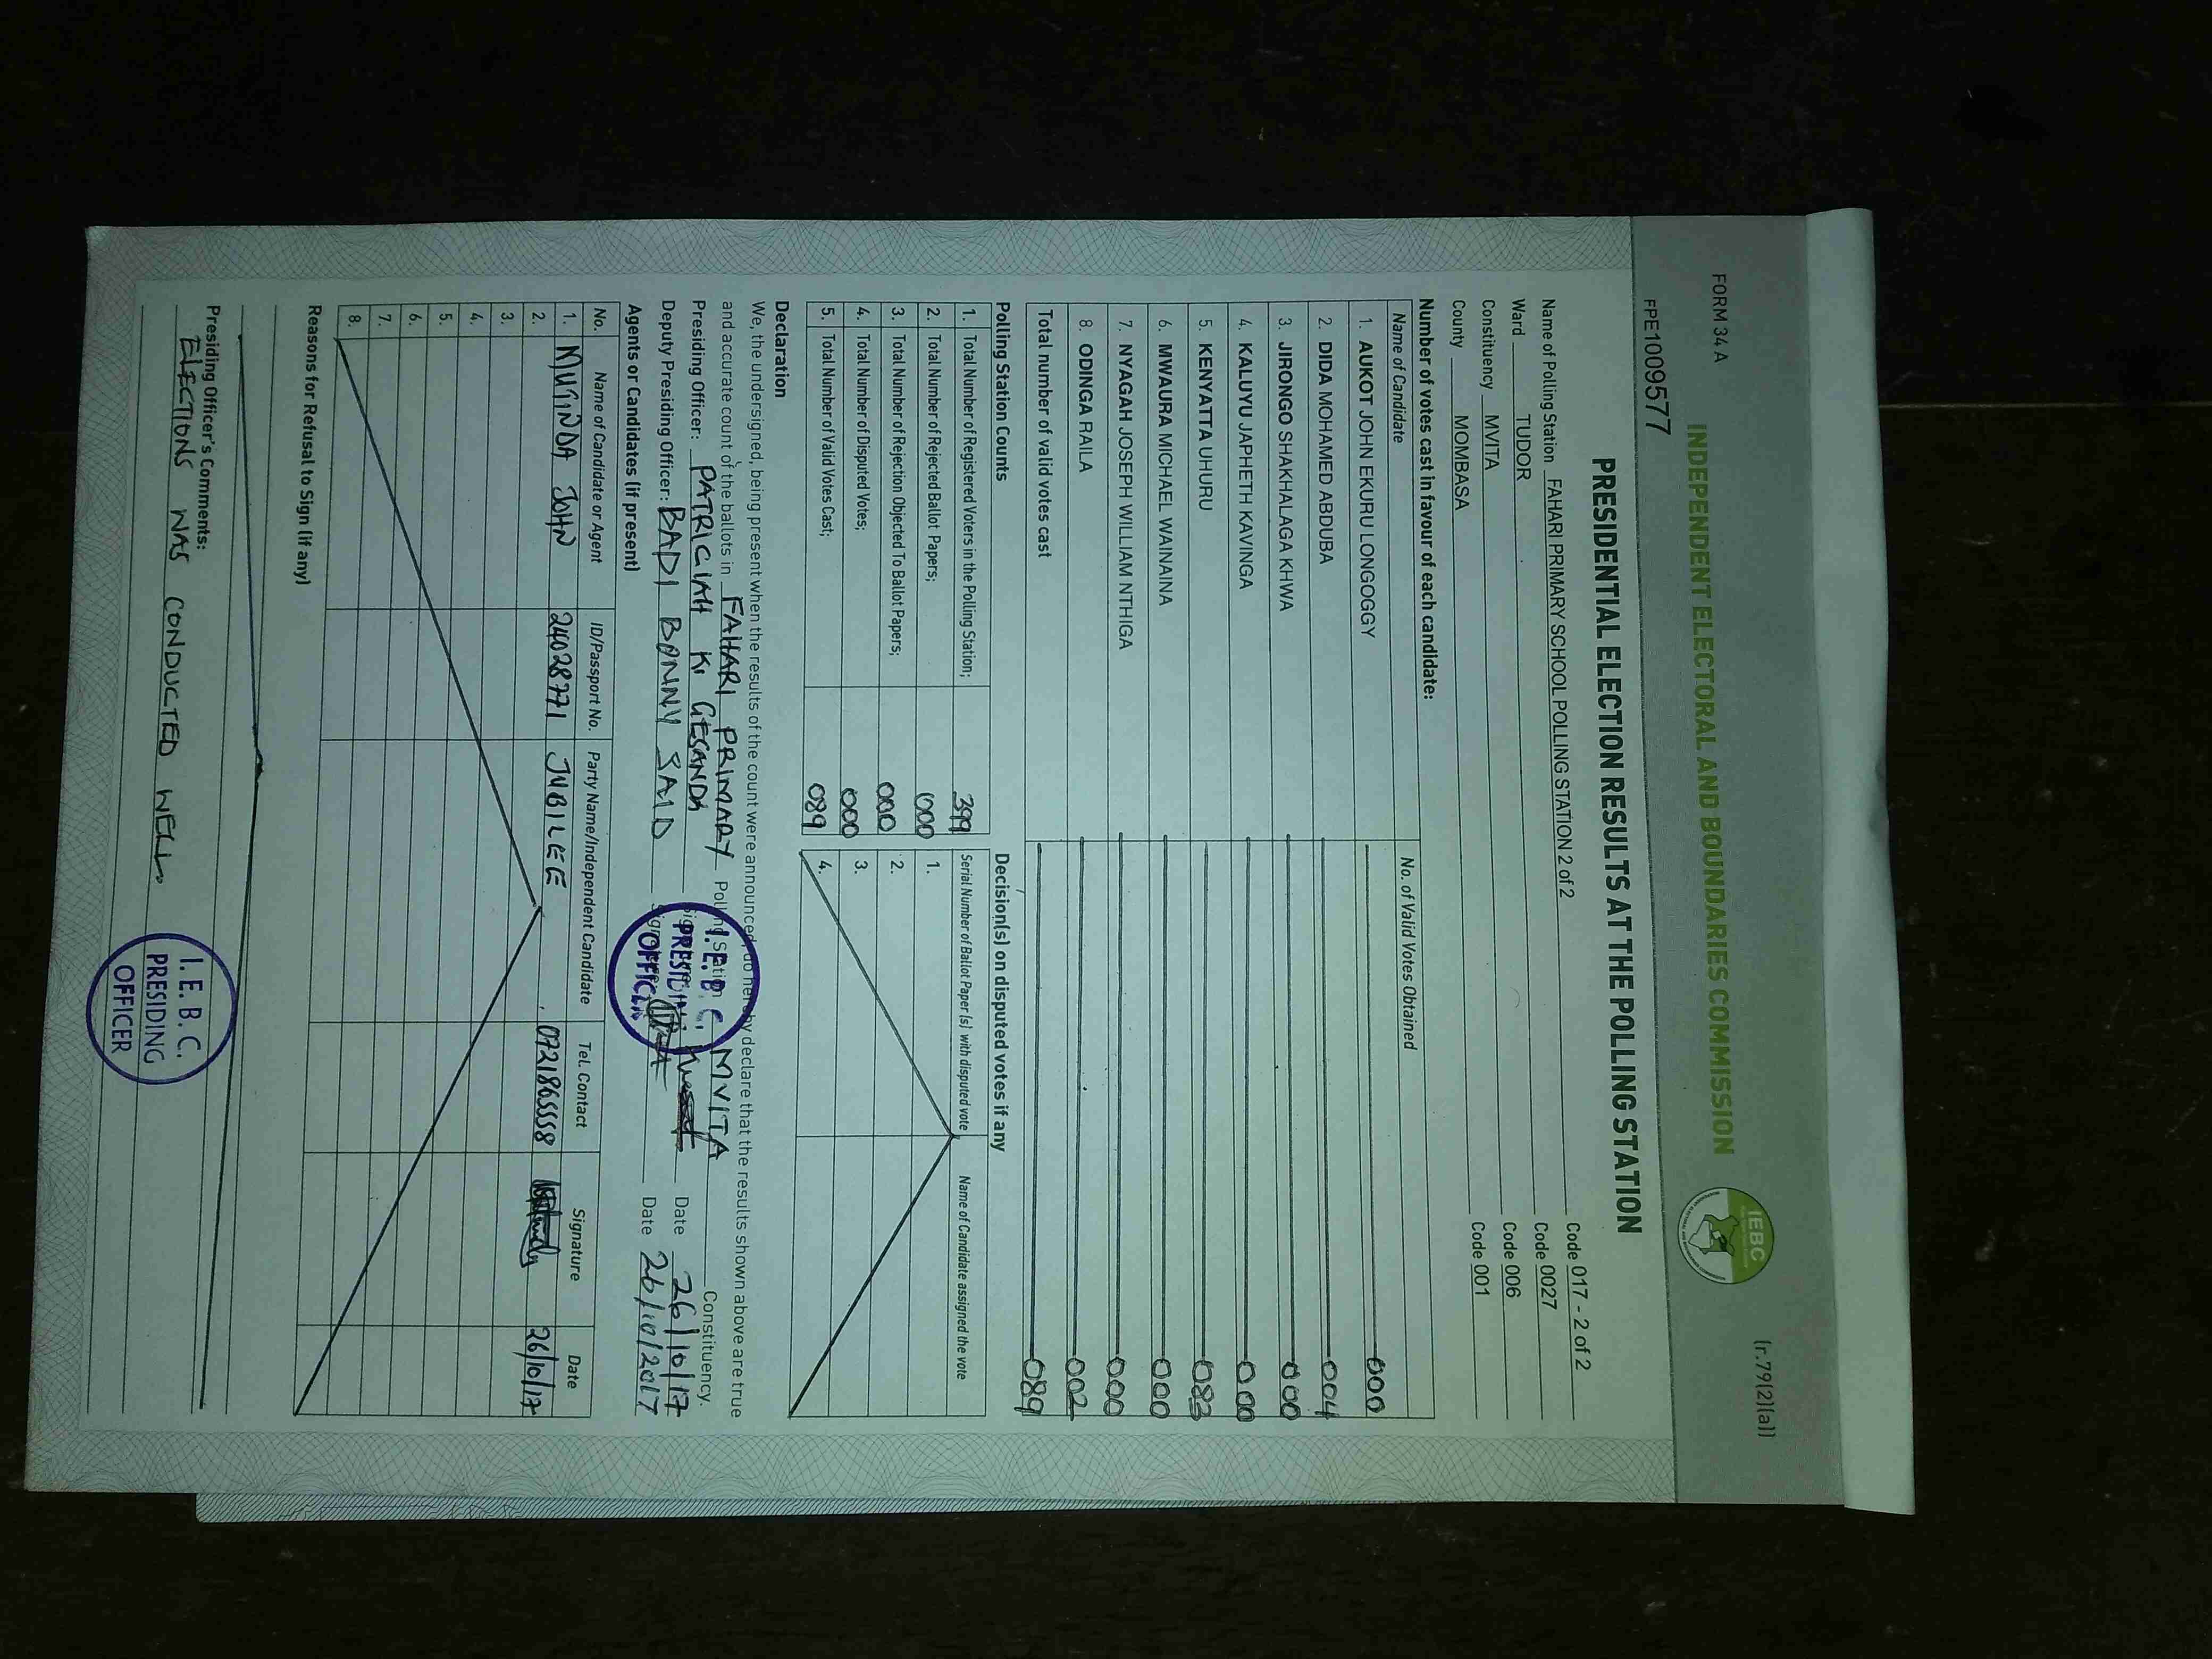 FORM 34 A
(r.79(2)(a))
INDEPENDENT ELECTORAL AND BOUNDARIES COMMISSION
IEBC
FPE1009577
PRESIDENTIAL ELECTION RESULTS AT THE POLLING STATION
Name of Polling Station FAHARI PRIMARY SCHOOL POLLING STATION 2 of 2 Code 017 - 2 of 2
Ward TUDOR Code 0027
Constituency MVITA Code 006
County MOMBASA Code 001
Number of votes cast in favour of each candidate:
Name of Candidate No. of Valid Votes Obtained
1. AUKOT JOHN EKURU LONGOGGY 000
2. DIDA MOHAMED ABDUBA 004
3. JIRONGO SHAKHALAGA KHWA 000
4. KALUYU JAPHETH KAVINGA 000
5. KENYATTA UHURU 083
6. MWAURA MICHAEL WAINAINA 000
7. NYAGAH JOSEPH WILLIAM NTHIGA 000
8. ODINGA RAILA 002
Total number of valid votes cast 089
Polling Station Counts
1. Total Number of Registered Voters in the Polling Station; 399
2. Total Number of Rejected Ballot Papers; 000
3 Total Number of Rejection Objected To Ballot Papers; 000
4. Total Number of Disputed Votes; 000
5. Total Number of Valid Votes Cast; 089
Decision(s) on disputed votes if any
Serial Number of Ballot Paper (s) with disputed vote Name of Candidate assigned the vote
1.
2.
3.
4.
Declaration
We, the undersigned, being present when the results of the count were announced, do hereby declare that the results shown above are true
and accurate count of the ballots in FAHARI PRIMARY Polling Station MVITA Constituency.
Presiding Officer: PATRICIAH K. GESANDA Date 26/10/17
Deputy Presiding Officer: BADI BONNY SAID Date 26/10/2017
I.E.B.C.
PRESIDING
OFFICER
Agents or Candidates (if present)
No. Name of Candidate or Agent ID/Passport No. Party Name/Independent Candidate Tel. Contact Signature Date
1. MUGINDA JOHN 24028771 JUBILEE 0721865558 26/10/17
2.
3.
4.
5.
6.
7.
8.
Reasons for Refusal to Sign (if any)
Presiding Officer's Comments:
ELECTIONS WAS CONDUCTED WELL.
I.E.B.C.
PRESIDING
OFFICER